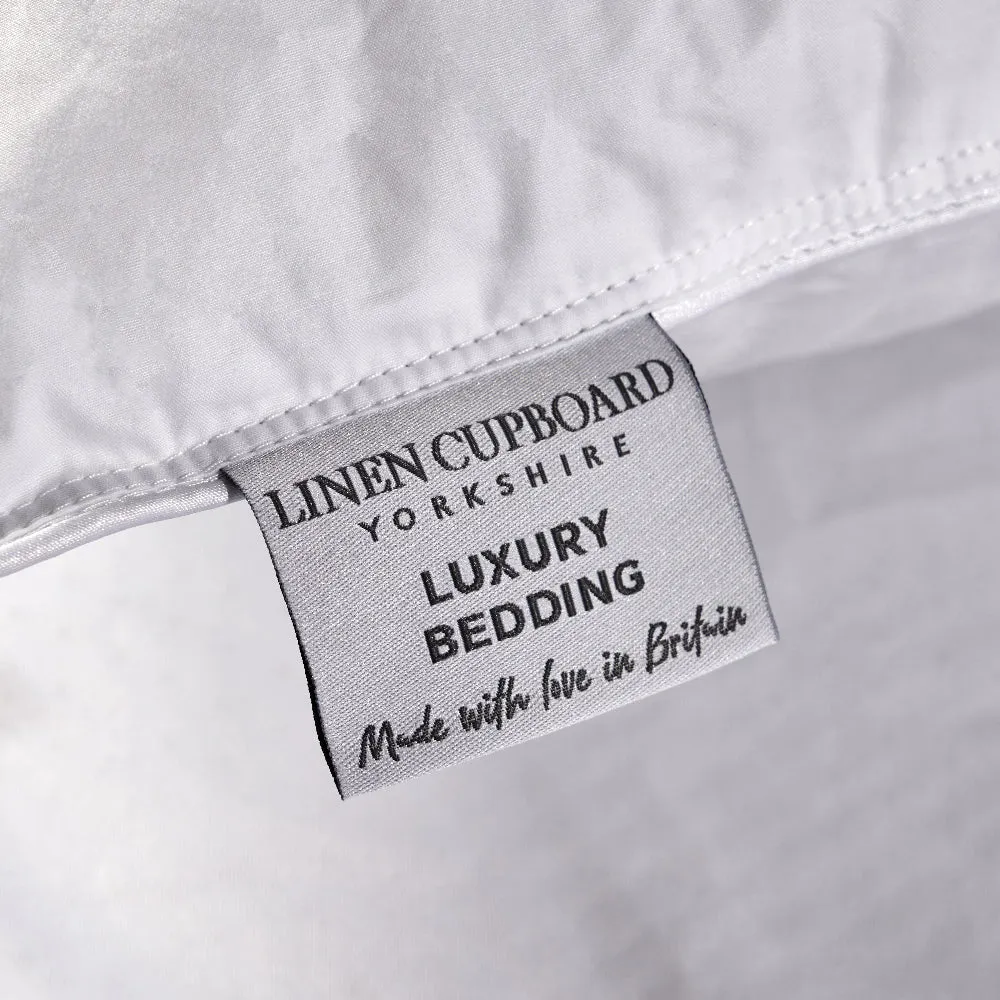 LINEN CUPBOARD
YORKSHIRE
LUXURY
BEDDING
Made with love in Britain